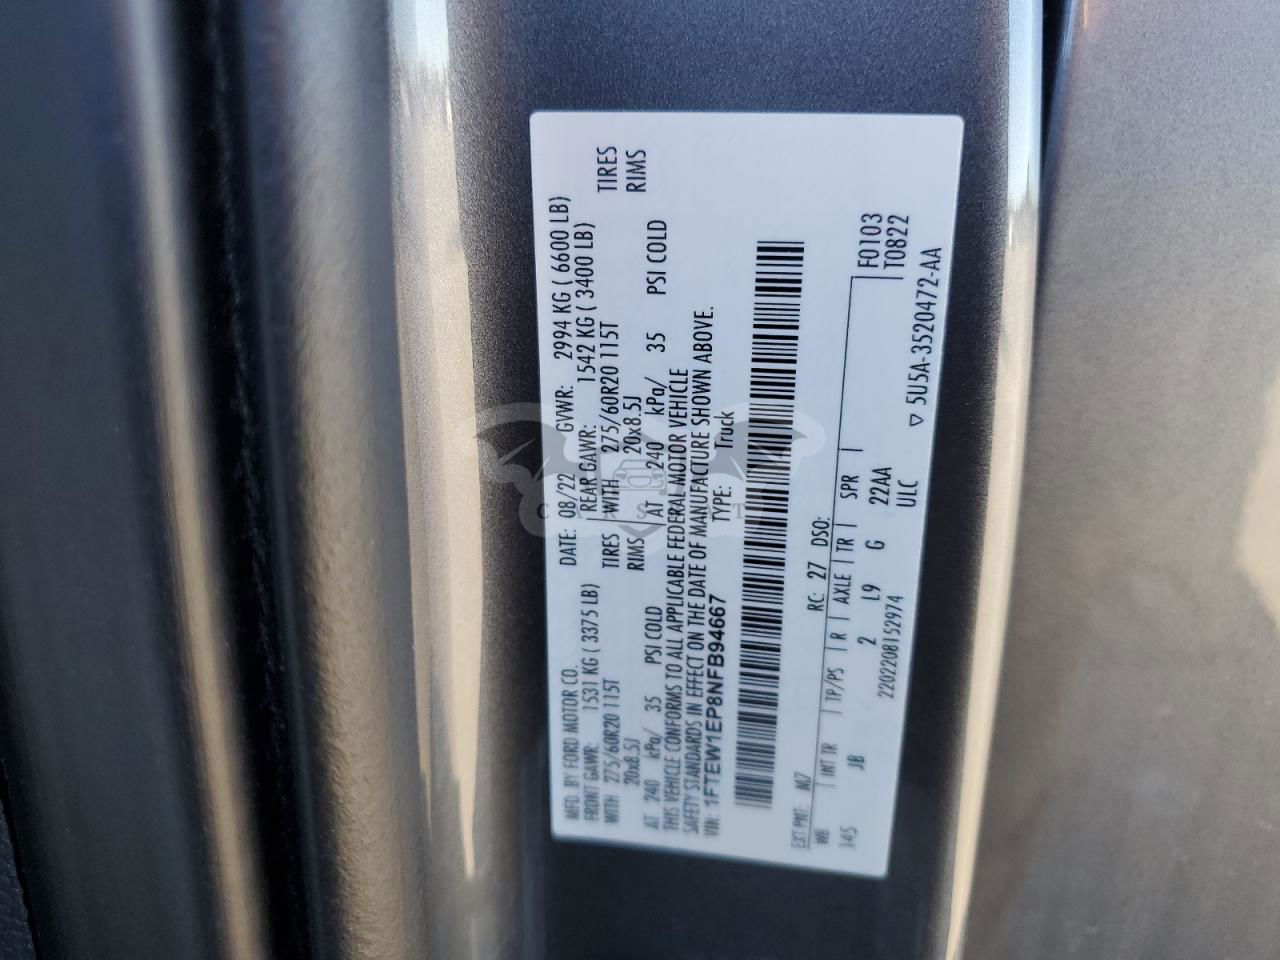 MFD. BY FORD MOTOR CO.
DATE: 08/22 GVWR: 2994 KG ( 6600 LB)
FRONT GAWR: 1531 KG ( 3375 LB) REAR GAWR: 1542 KG ( 3400 LB)
WITH 275/60R20 115T TIRES WITH 275/60R20 115T TIRES
20x8.5J RIMS 20x8.5J RIMS
AT 240 kPa/ 35 PSI COLD AT 240 kPa/ 35 PSI COLD
THIS VEHICLE CONFORMS TO ALL APPLICABLE FEDERAL MOTOR VEHICLE
SAFETY STANDARDS IN EFFECT ON THE DATE OF MANUFACTURE SHOWN ABOVE.
VIN: 1FTEW1EP8NFB94667 TYPE: Truck
EXT PNT: M7 RC: 27 DSO: F0103
WB INT TR TP/PS R AXLE TR SPR T0822
145 JB 2 L9 G 22AA
2202208152974 ULC
5U5A-3520472-AA